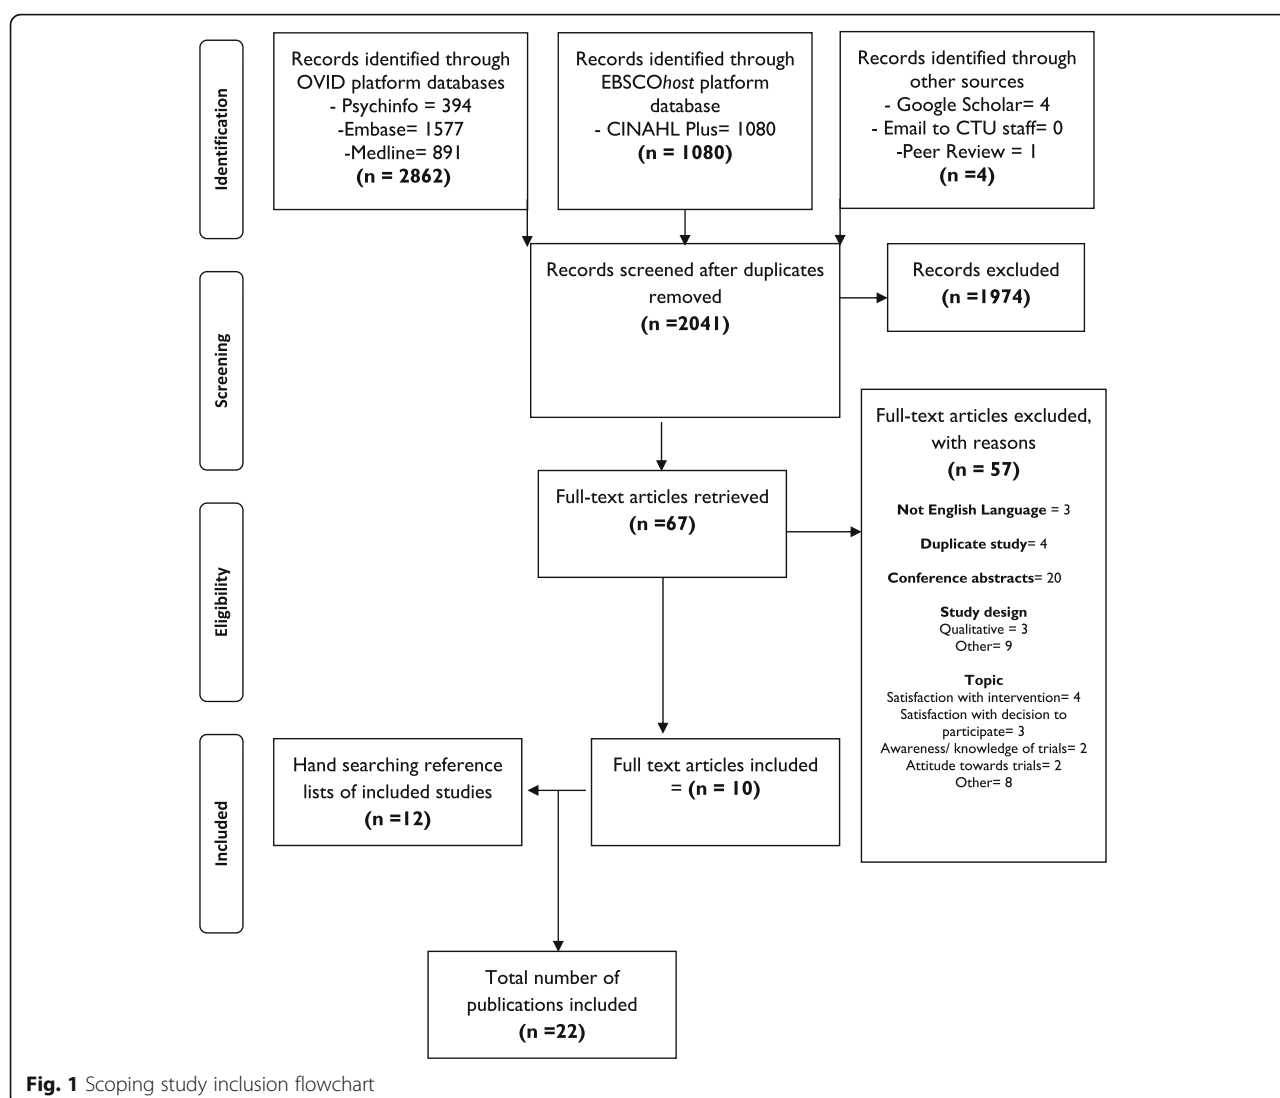 Identification
Records identified through
OVID platform databases
- Psychinfo = 394
-Embase= 1577
-Medline= 891
(n = 2862)
Records identified through
EBSCOhost platform
database
- CINAHL Plus= 1080
(n = 1080)
Records identified through
other sources
- Google Scholar= 4
- Email to CTU staff= 0
-Peer Review = 1
(n =4)
Screening
Records screened after duplicates
removed
(n =2041)
Records excluded
(n =1974)
Eligibility
Full-text articles retrieved
(n =67)
Full-text articles excluded,
with reasons
(n = 57)
Not English Language = 3
Duplicate study= 4
Conference abstracts= 20
Study design
Qualitative = 3
Other= 9
Topic
Satisfaction with intervention= 4
Satisfaction with decision to
participate= 3
Awareness/ knowledge of trials= 2
Attitude towards trials= 2
Other= 8
Included
Hand searching reference
lists of included studies
(n =12)
Full text articles included
= (n = 10)
Total number of
publications included
(n =22)
Fig. 1 Scoping study inclusion flowchart